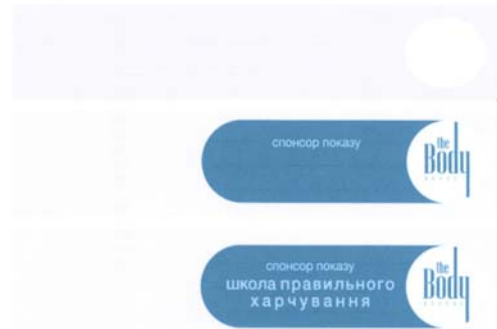 спонсор показу
the
Body
спонсор показу
школа правильного
харчування
the
Body